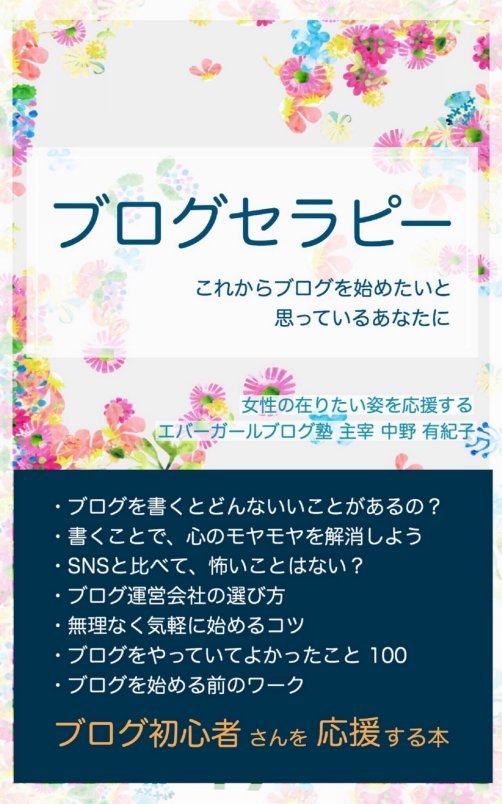 ブログセラピー
これからブログを始めたいと
思っているあなたに
女性の在りたい姿を応援する
エバーガールブログ塾 主宰 中野 有紀子
・ブログを書くとどんないいことがあるの？
・書くことで、心のモヤモヤを解消しよう
・SNSと比べて、怖いことはない？
・ブログ運営会社の選び方
・無理なく気軽に始めるコツ
・ブログをやっていてよかったこと 100
・ブログを始める前のワーク
ブログ初心者 さんを 応援 する本